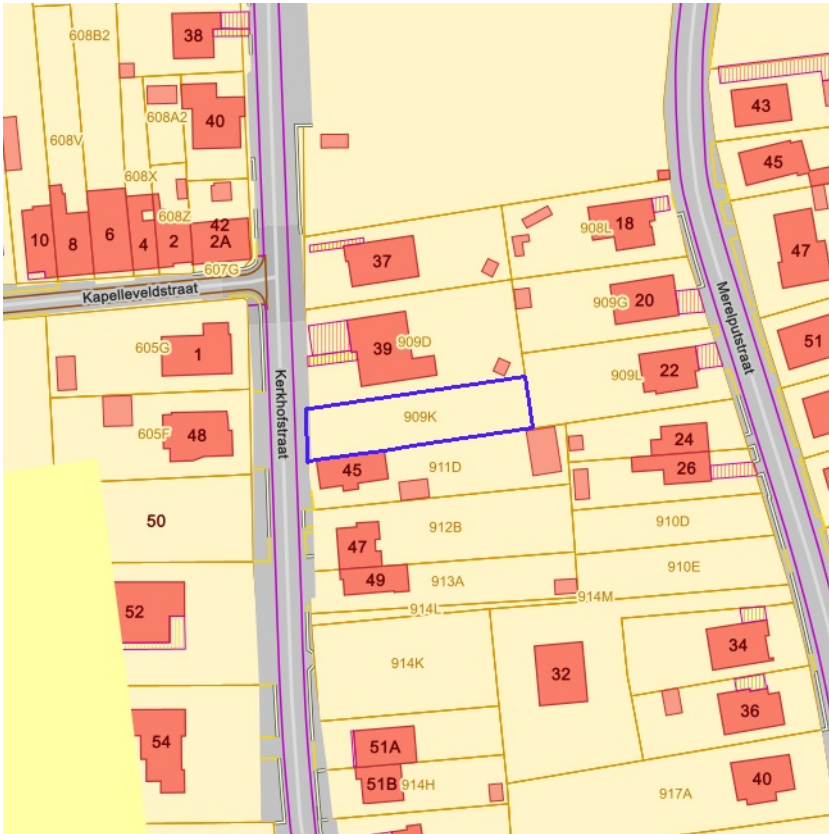 608B2
38
43
608A2
40
608V
45
608X
608Z
42
2A
18
908L
10
8
6
4
2
47
37
607G
Kapelleveldstraat
20
909G
Merelputstraat
39
909D
605G
1
51
22
909L
Kerkhofstraat
909K
605F
48
24
45
911D
26
50
912B
910D
47
49
913A
910E
914L
914M
52
34
914K
32
36
54
51A
51B
914H
40
917A